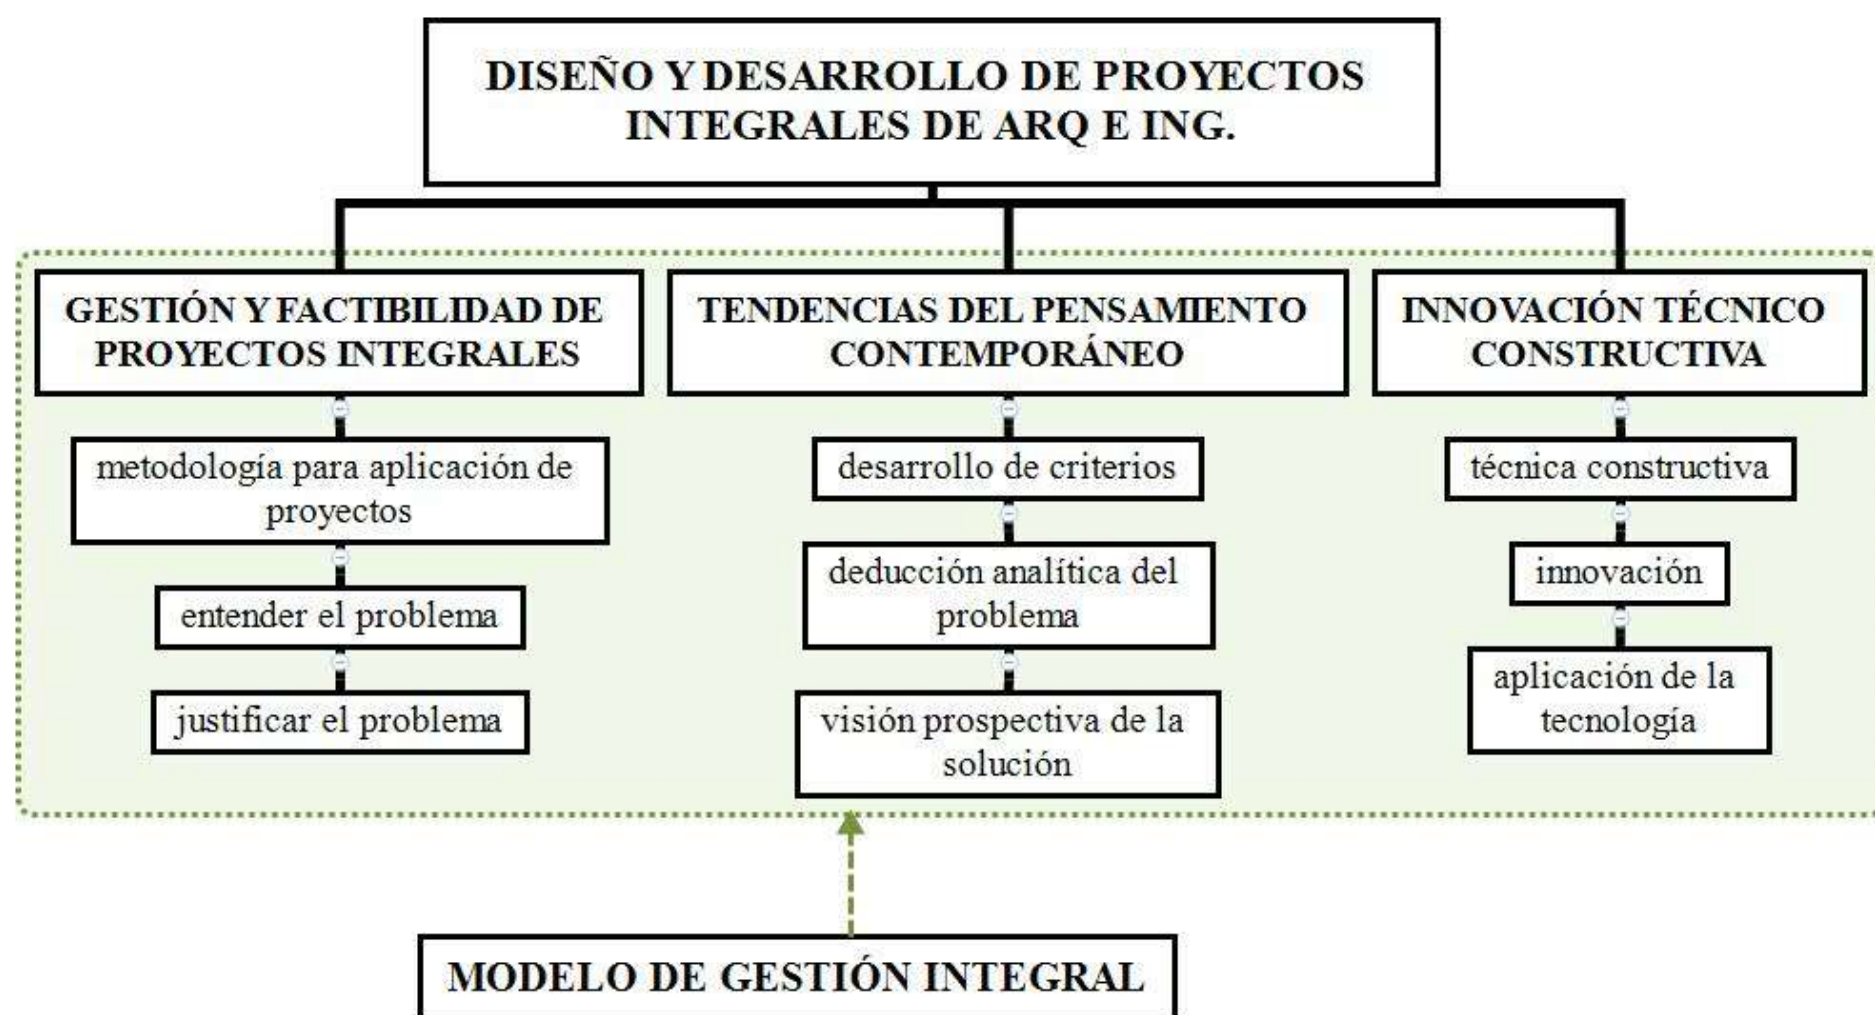 DISEÑO Y DESARROLLO DE PROYECTOS
INTEGRALES DE ARQ E ING.
GESTIÓN Y FACTIBILIDAD DE
PROYECTOS INTEGRALES
metodología para aplicación de
proyectos
entender el problema
justificar el problema
TENDENCIAS DEL PENSAMIENTO
CONTEMPORÁNEO
desarrollo de criterios
deducción analítica del
problema
visión prospectiva de la
solución
INNOVACIÓN TÉCNICO
CONSTRUCTIVA
técnica constructiva
innovación
aplicación de la
tecnología
MODELO DE GESTIÓN INTEGRAL